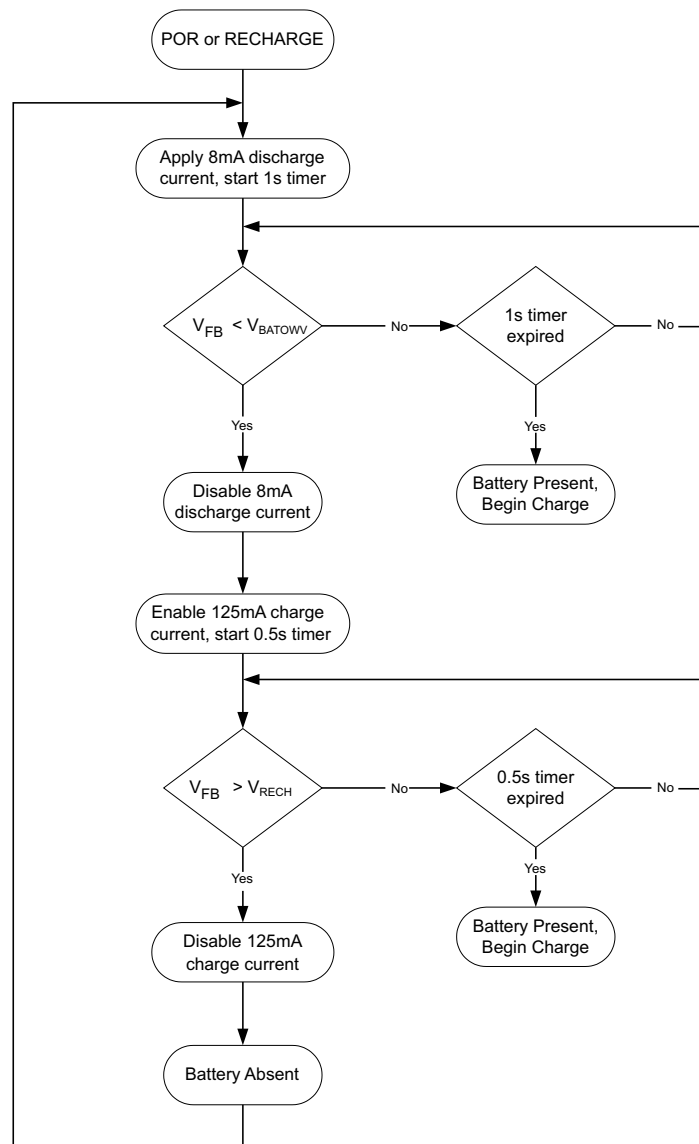 POR or RECHARGE
Apply 8mA discharge
current, start 1s timer
VFB < VBATOWV
No
1s timer
expired
No
Yes
Yes
Disable 8mA
discharge current
Battery Present,
Begin Charge
Enable 125mA charge
current, start 0.5s timer
VFB > VRECH
No
0.5s timer
expired
No
Yes
Yes
Disable 125mA
charge current
Battery Present,
Begin Charge
Battery Absent